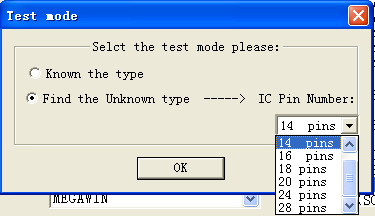 Test mode
Selct the test mode please:
Known the type
Find the Unknown type -----> IC Pin Number:
14 pins
14 pins
16 pins
18 pins
20 pins
24 pins
28 pins
OK
MEGAWIN